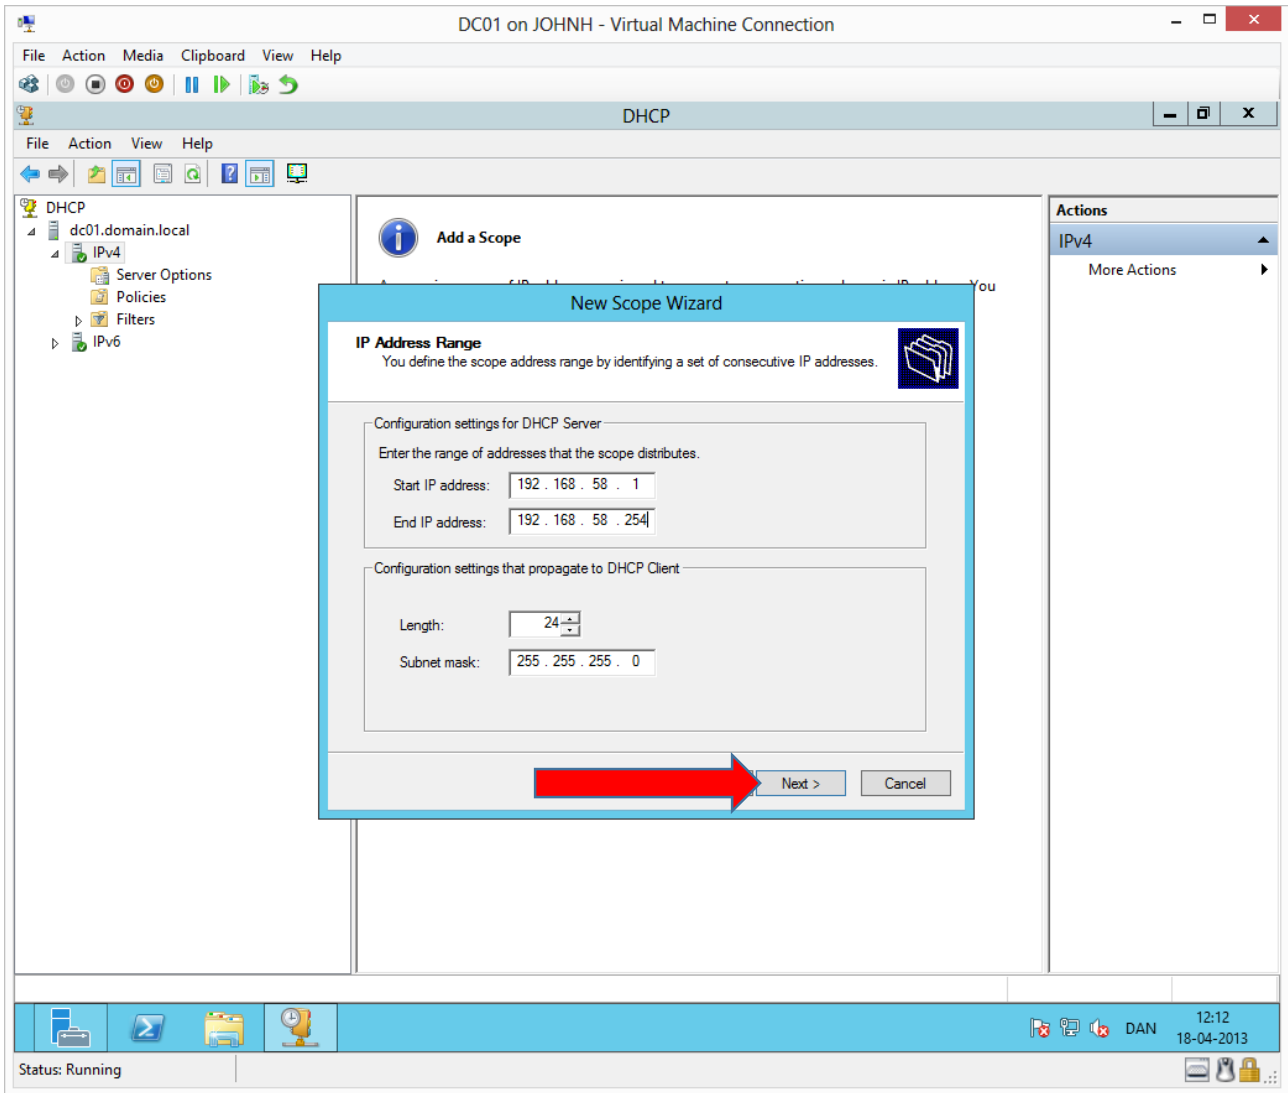 DC01 on JOHNH - Virtual Machine Connection
File Action Media Clipboard View Help
DHCP
File Action View Help
DHCP
dc01.domain.local
IPv4
Server Options
Policies
Filters
IPv6
Add a Scope
You
Actions
IPv4
More Actions
New Scope Wizard
IP Address Range
You define the scope address range by identifying a set of consecutive IP addresses.
Configuration settings for DHCP Server
Enter the range of addresses that the scope distributes.
Start IP address: 192 . 168 . 58 . 1
End IP address: 192 . 168 . 58 . 254
Configuration settings that propagate to DHCP Client
Length: 24
Subnet mask: 255 . 255 . 255 . 0
Next >
Cancel
DAN
12:12
18-04-2013
Status: Running